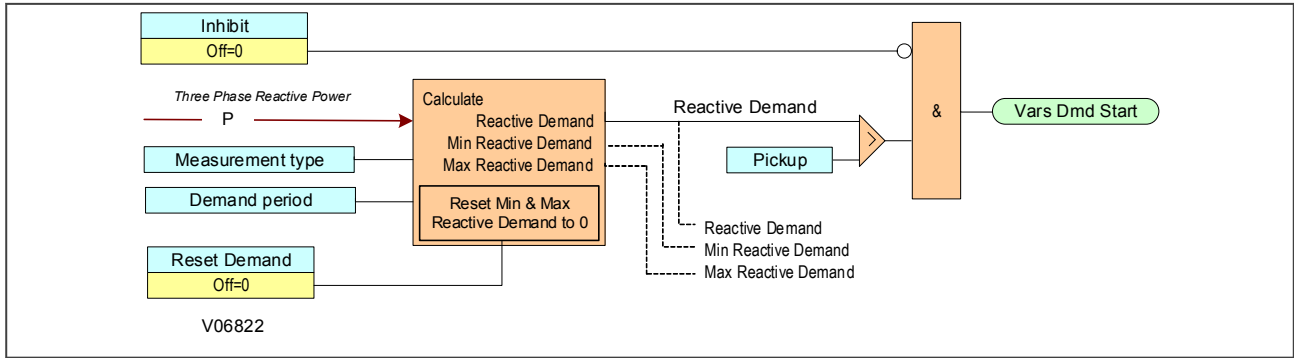 Inhibit
Off=0
Three Phase Reactive Power
P
Measurement type
Demand period
Reset Demand
Off=0
V06822
Calculate
Reactive Demand
Min Reactive Demand
Max Reactive Demand
Reset Min & Max
Reactive Demand to 0
Reactive Demand
Pickup
>
&
Vars Dmd Start
Reactive Demand
Min Reactive Demand
Max Reactive Demand